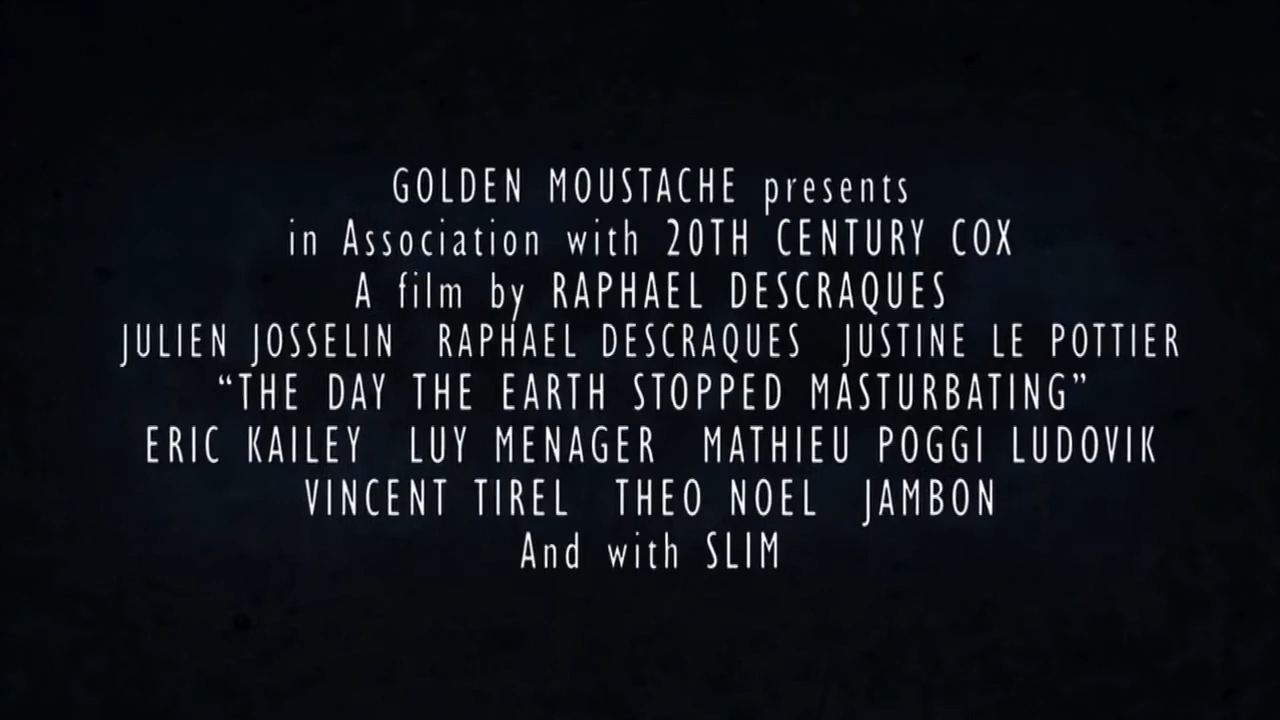 GOLDEN MOUSTACHE presents
in Association with 20TH CENTURY COX
A film by RAPHAEL DESCRAQUES
JULIEN JOSSELIN RAPHAEL DESCRAQUES JUSTINE LE POTTIER
“THE DAY THE EARTH STOPPED MASTURBATING”
ERIC KAILEY LUY MENAGER MATHIEU POGGI LUDOVIK
VINCENT TIREL THEO NOEL JAMBON
And with SLIM